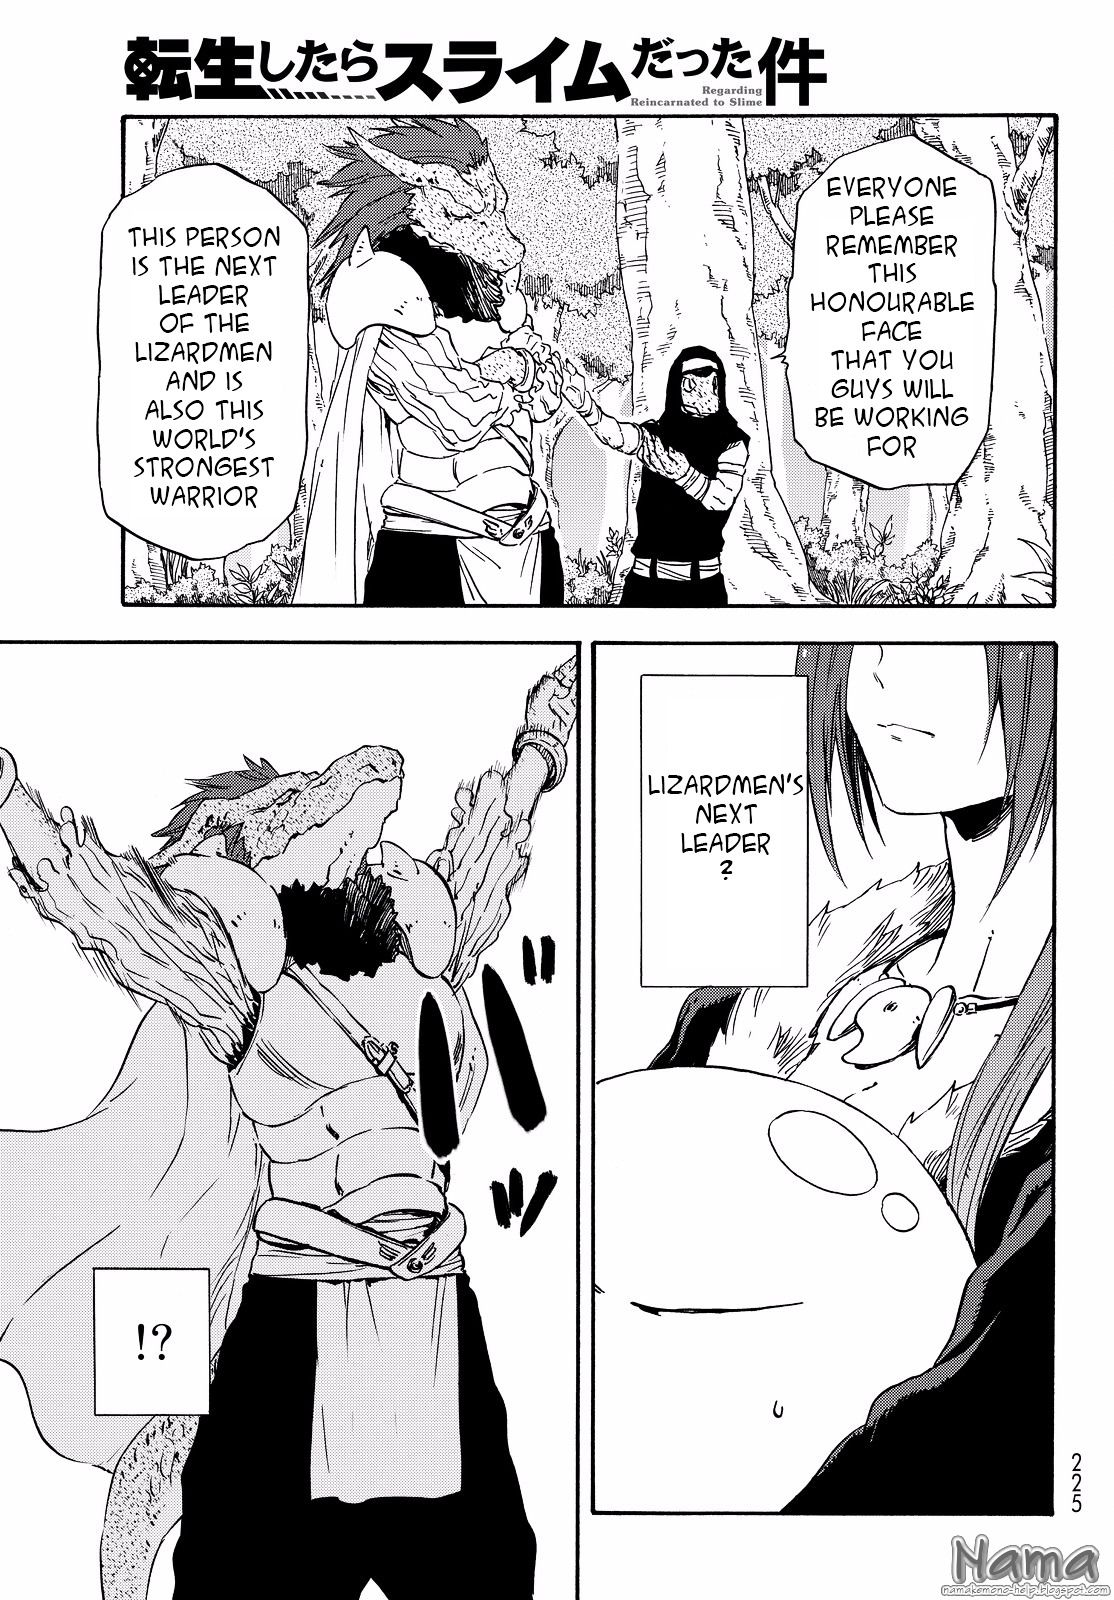 転生したらスライムだった件
Regarding
Reincarnated to Slime
EVERYONE
PLEASE
REMEMBER
THIS
HONOURABLE
FACE
THAT YOU
GUYS WILL
BE WORKING
FOR
THIS PERSON
IS THE NEXT
LEADER
OF THE
LIZARDMEN
AND IS
ALSO THIS
WORLD'S
STRONGEST
WARRIOR
LIZARDMEN'S
NEXT
LEADER
?
バッ
!?
225
Nama
namakemono-help.blogspot.com